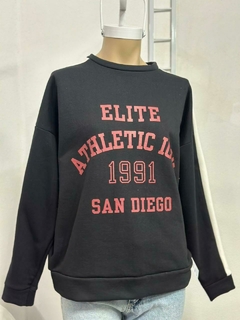 ELITE
ATHLETIC
1991
SAN DIEGO